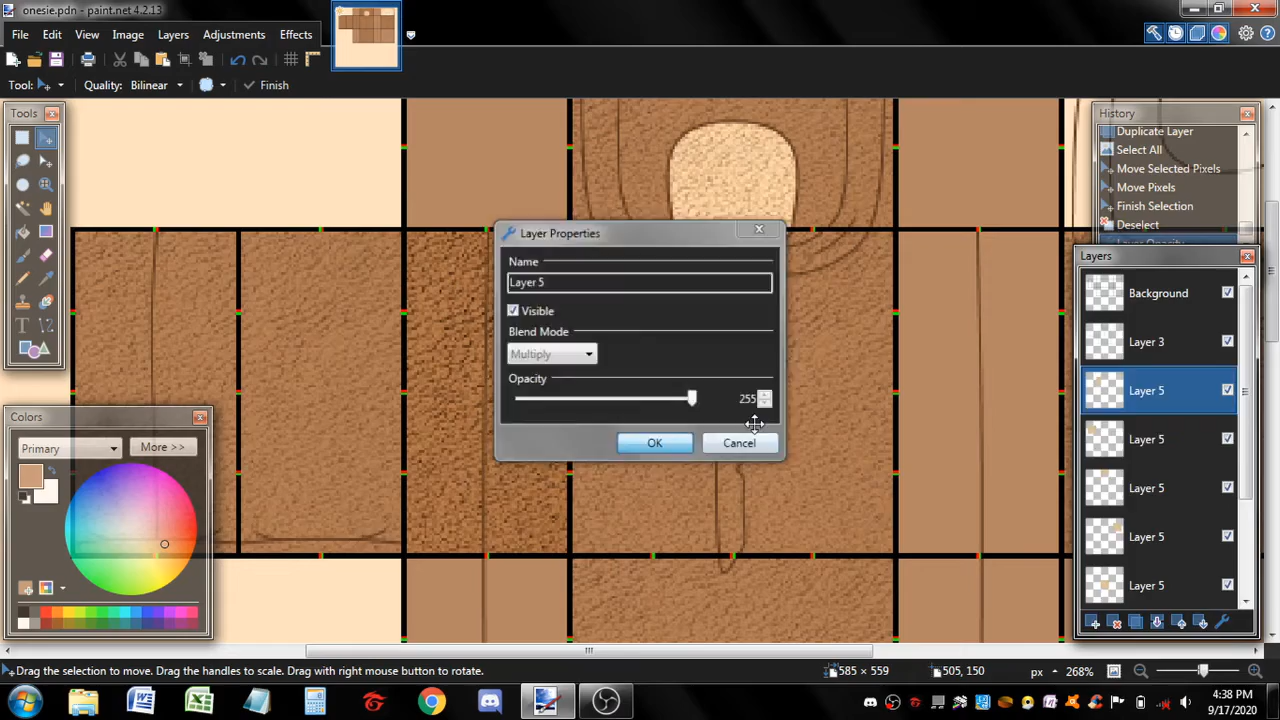 onesie.pdn - paint.net 4.2.13
File Edit View Image Layers Adjustments Effects
Tool: Quality: Bilinear Finish
Tools
History
Duplicate Layer
Select All
Move Selected Pixels
Move Pixels
Finish Selection
Deselect
Layer Opacity
Layer Properties
Name
Layer 5
Visible
Blend Mode
Multiply
Opacity
255
OK Cancel
Layers
Background
Layer 3
Layer 5
Layer 5
Layer 5
Layer 5
Layer 5
Colors
Primary More >>
Drag the selection to move. Drag the handles to scale. Drag with right mouse button to rotate. 585 × 559 505, 150 px 268%
4:38 PM
9/17/2020